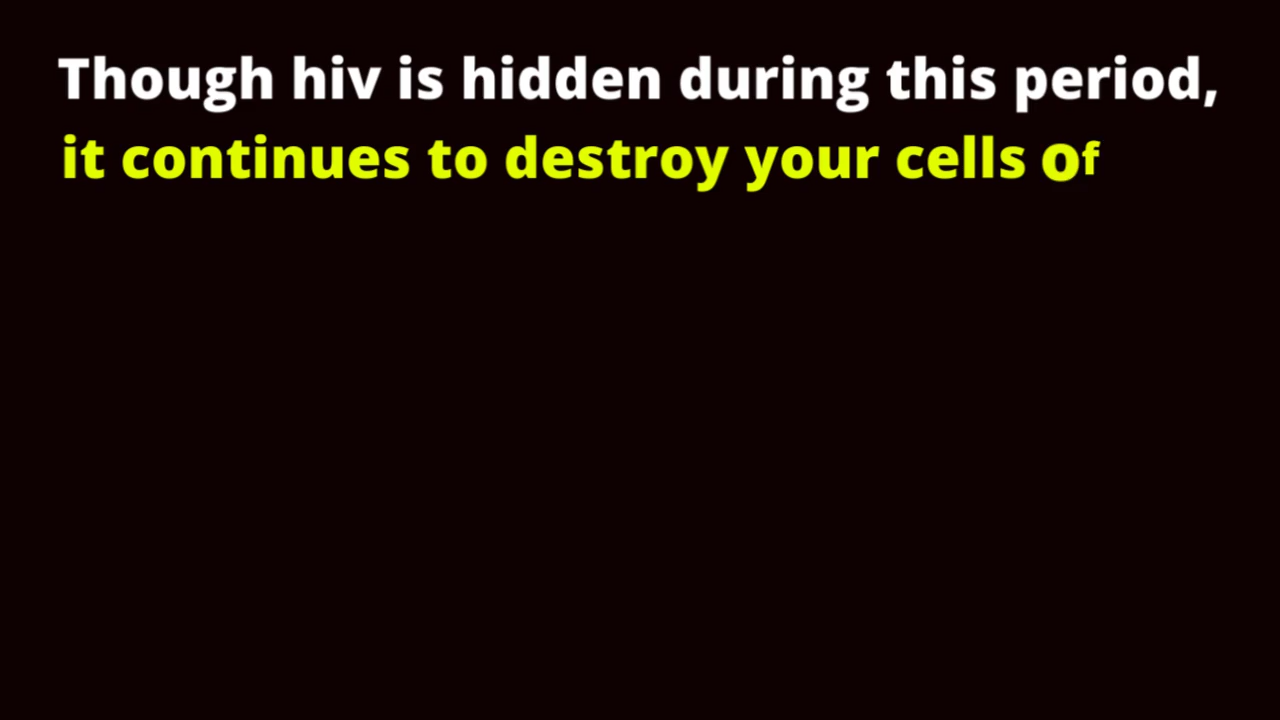 Though hiv is hidden during this period,
it continues to destroy your cells of